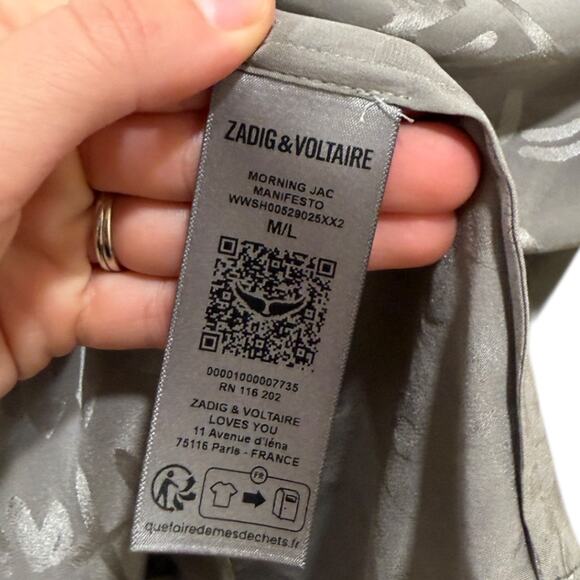 ZADIG & VOLTAIRE
MORNING JAC
MANIFESTO
WWSH00529025XX2
M/L
00001000007735
RN 116 202
ZADIG & VOLTAIRE
LOVES YOU
11 Avenue d'Iéna
75116 Paris - FRANCE
FR
quefairedemesdechets.fr